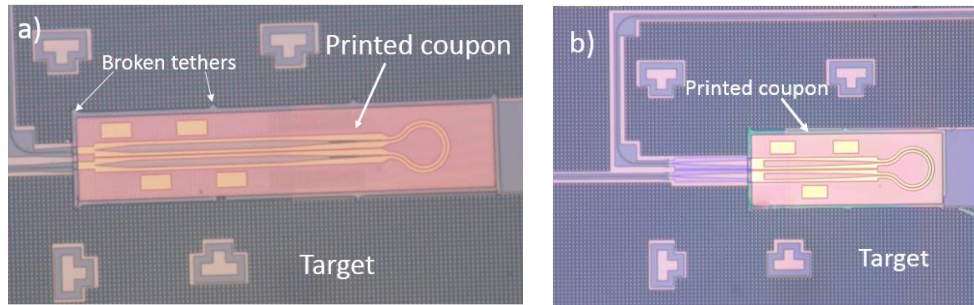 a)
Printed coupon
Broken tethers
Target
b)
Printed coupon
Target